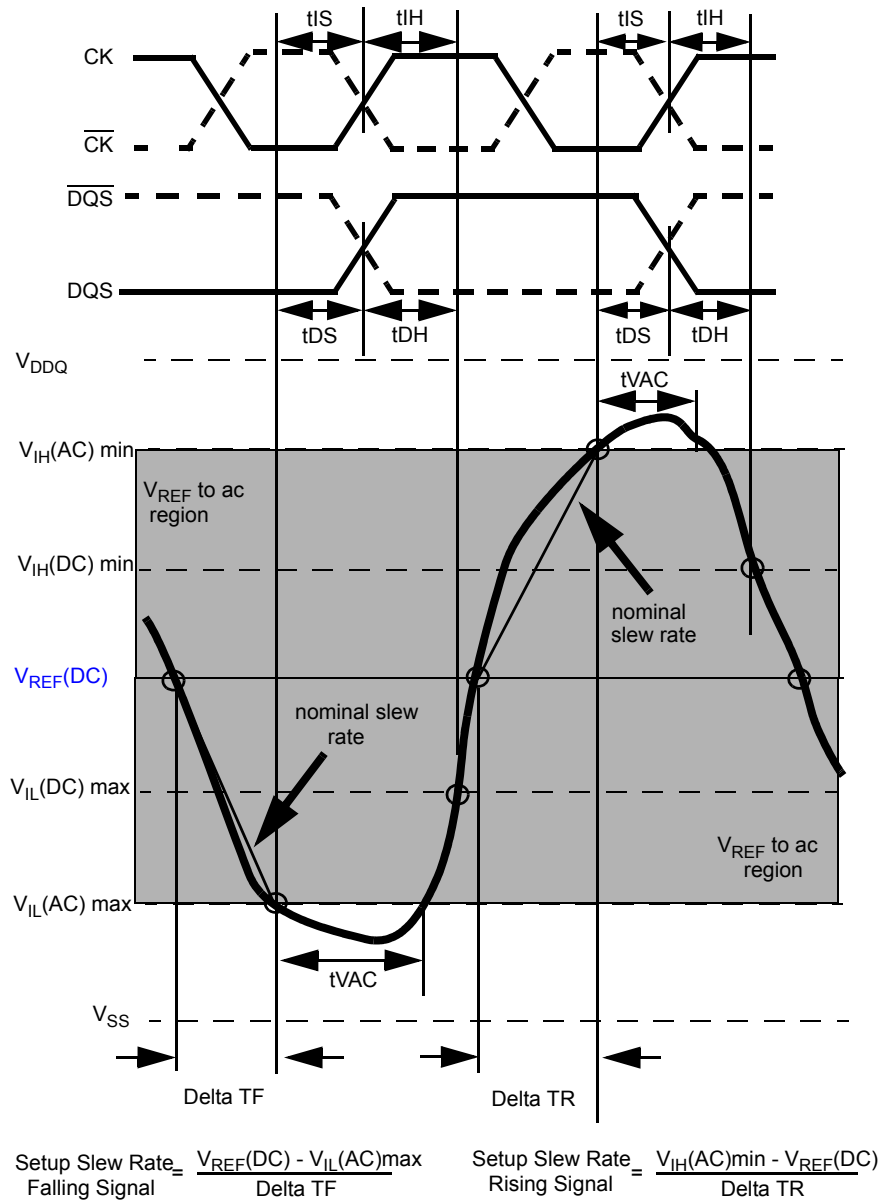 tIS tIH tIS tIH
CK
CK
DQS
DQS
tDS tDH tDS tDH
VDDQ
tVAC
VIH(AC) min
VREF to ac
region
VIH(DC) min
nominal
slew rate
VREF(DC)
nominal slew
rate
VIL(DC) max
VREF to ac
region
VIL(AC) max
tVAC
VSS
Delta TF Delta TR
Setup Slew Rate
Falling Signal
=
VREF(DC) - VIL(AC)max
Delta TF
Setup Slew Rate
Rising Signal
=
VIH(AC)min - VREF(DC)
Delta TR